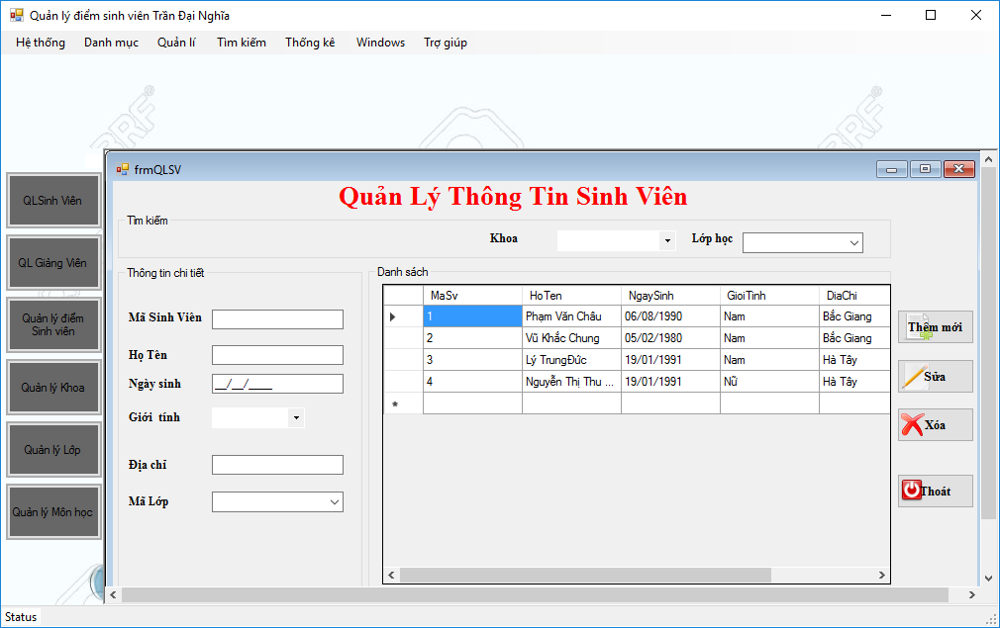 Quản lý điểm sinh viên Trần Đại Nghĩa
Hệ thống Danh mục Quản lí Tìm kiếm Thống kê Windows Trợ giúp
frmQLSV
Quản Lý Thông Tin Sinh Viên
Tìm kiếm
Khoa Lớp học
QLSinh Viên
QL Giảng Viên
Quản lý điểm
Sinh viên
Quản lý Khoa
Quản lý Lớp
Quản lý Môn học
Thông tin chi tiết
Mã Sinh Viên
Họ Tên
Ngày sinh __/__/____
Giới tính
Địa chỉ
Mã Lớp
Danh sách
MaSv HoTen NgaySinh GioiTinh DiaChi
1 Phạm Văn Châu 06/08/1990 Nam Bắc Giang
2 Vũ Khắc Chung 05/02/1980 Nam Bắc Giang
3 Lý TrungĐức 19/01/1991 Nam Hà Tây
4 Nguyễn Thị Thu ... 19/01/1991 Nữ Hà Tây
*
Thêm mới
Sửa
Xóa
Thoát
Status